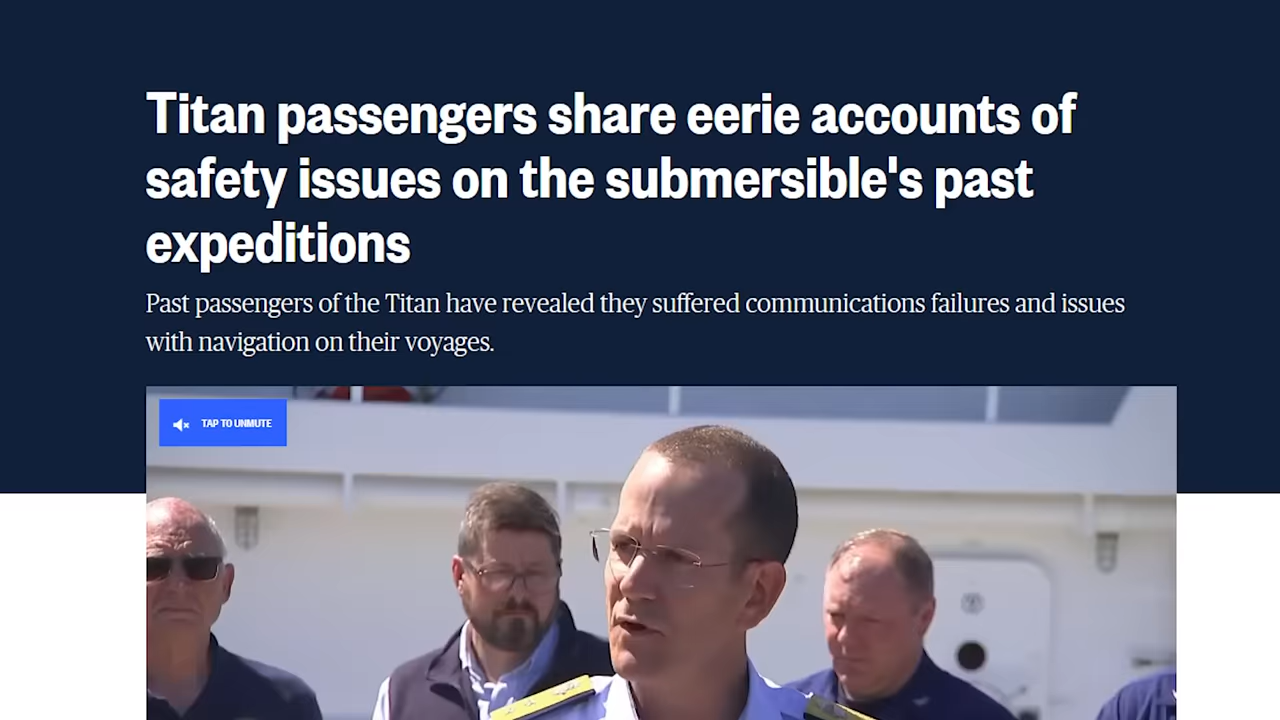 Titan passengers share eerie accounts of
safety issues on the submersible's past
expeditions
Past passengers of the Titan have revealed they suffered communications failures and issues
with navigation on their voyages.
TAP TO UNMUTE